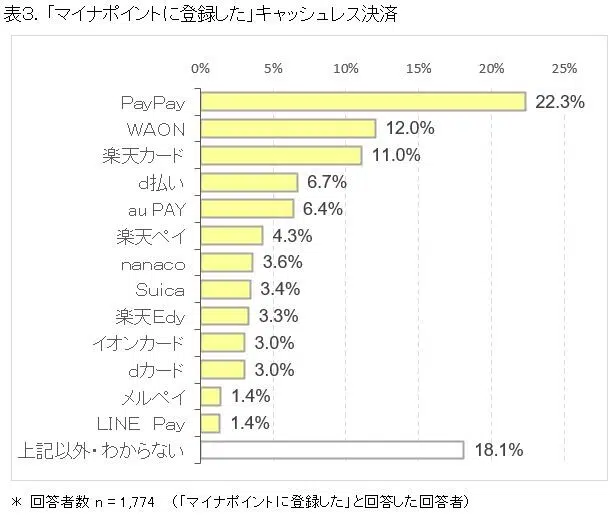 表3. 「マイナポイントに登録した」キャッシュレス決済
0% 5% 10% 15% 20% 25%
PayPay 22.3%
WAON 12.0%
楽天カード 11.0%
d払い 6.7%
au PAY 6.4%
楽天ペイ 4.3%
nanaco 3.6%
Suica 3.4%
楽天Edy 3.3%
イオンカード 3.0%
dカード 3.0%
メルペイ 1.4%
LINE Pay 1.4%
上記以外・わからない 18.1%
＊ 回答者数 n = 1,774 （「マイナポイントに登録した」と回答した回答者）